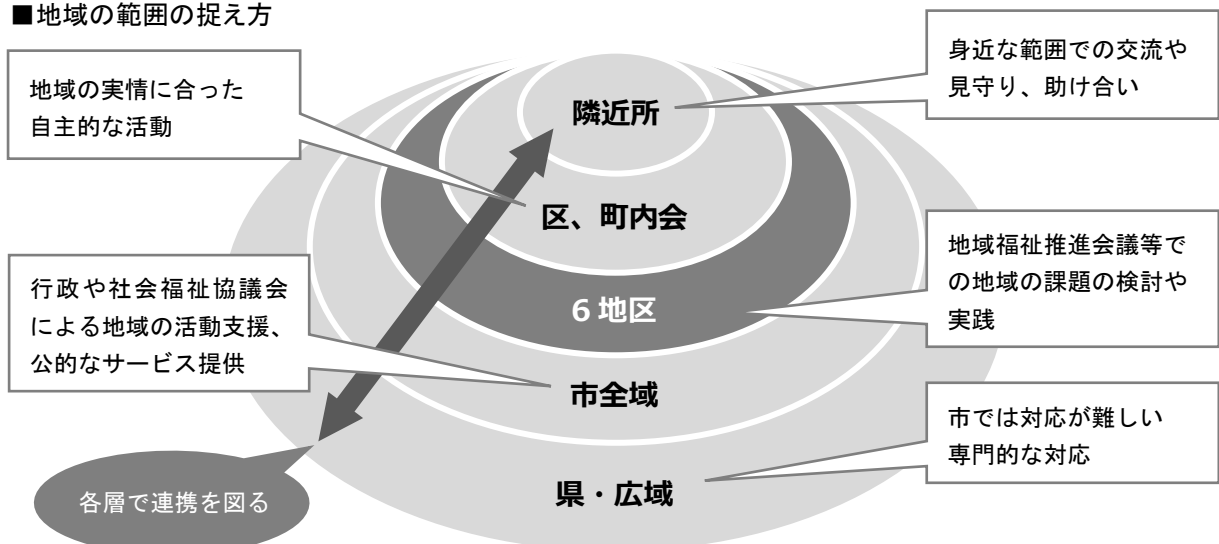 ■地域の範囲の捉え方
地域の実情に合った
自主的な活動
身近な範囲での交流や
見守り、助け合い
隣近所
区、町内会
行政や社会福祉協議会
による地域の活動支援、
公的なサービス提供
地域福祉推進会議等で
の地域の課題の検討や
実践
6地区
市全域
市では対応が難しい
専門的な対応
県・広域
各層で連携を図る